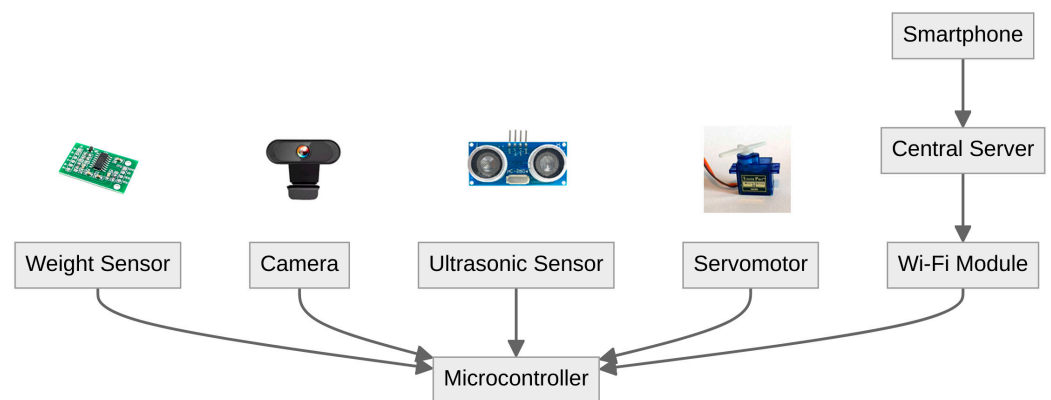 Smartphone
Central Server
Weight Sensor
Camera
Ultrasonic Sensor
Servomotor
Wi-Fi Module
Microcontroller